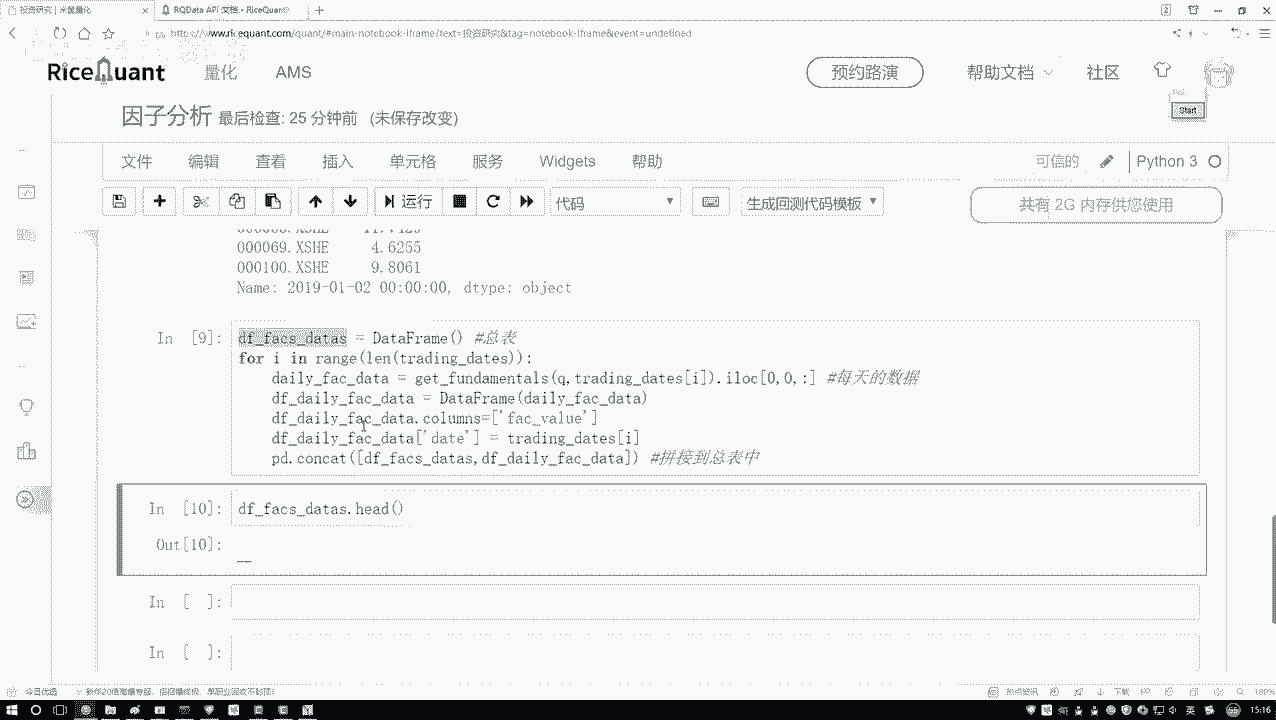 投资研究 | 米筐量化
RQData API 文档 - RiceQuant
https://www.ricequant.com/quant/#main-notebook-iframe?text=投资研究&tag=notebook-iframe&event=undefined
RiceQuant
量化
AMS
预约路演
帮助文档
社区
Start
因子分析 最后检查: 25 分钟前 (未保存改变)
文件 编辑 查看 插入 单元格 服务 Widgets 帮助
可信的
Python 3
运行
代码
生成回测代码模板
共有 2G 内存供您使用
000069.XSHE 4.6255
000100.XSHE 9.8061
Name: 2019-01-02 00:00:00, dtype: object
In [9]: df_facs_datas = DataFrame() #总表
for i in range(len(trading_dates)):
daily_fac_data = get_fundamentals(q,trading_dates[i]).iloc[0,0,:] #每天的数据
df_daily_fac_data = DataFrame(daily_fac_data)
df_daily_fac_data.columns=['fac_value']
df_daily_fac_data['date'] = trading_dates[i]
pd.concat([df_facs_datas,df_daily_fac_data]) #拼接到总表中
In [10]: df_facs_datas.head()
Out[10]:
In [ ]:
In [ ]:
今日优选
热点资讯
下载
180%
英
15:16